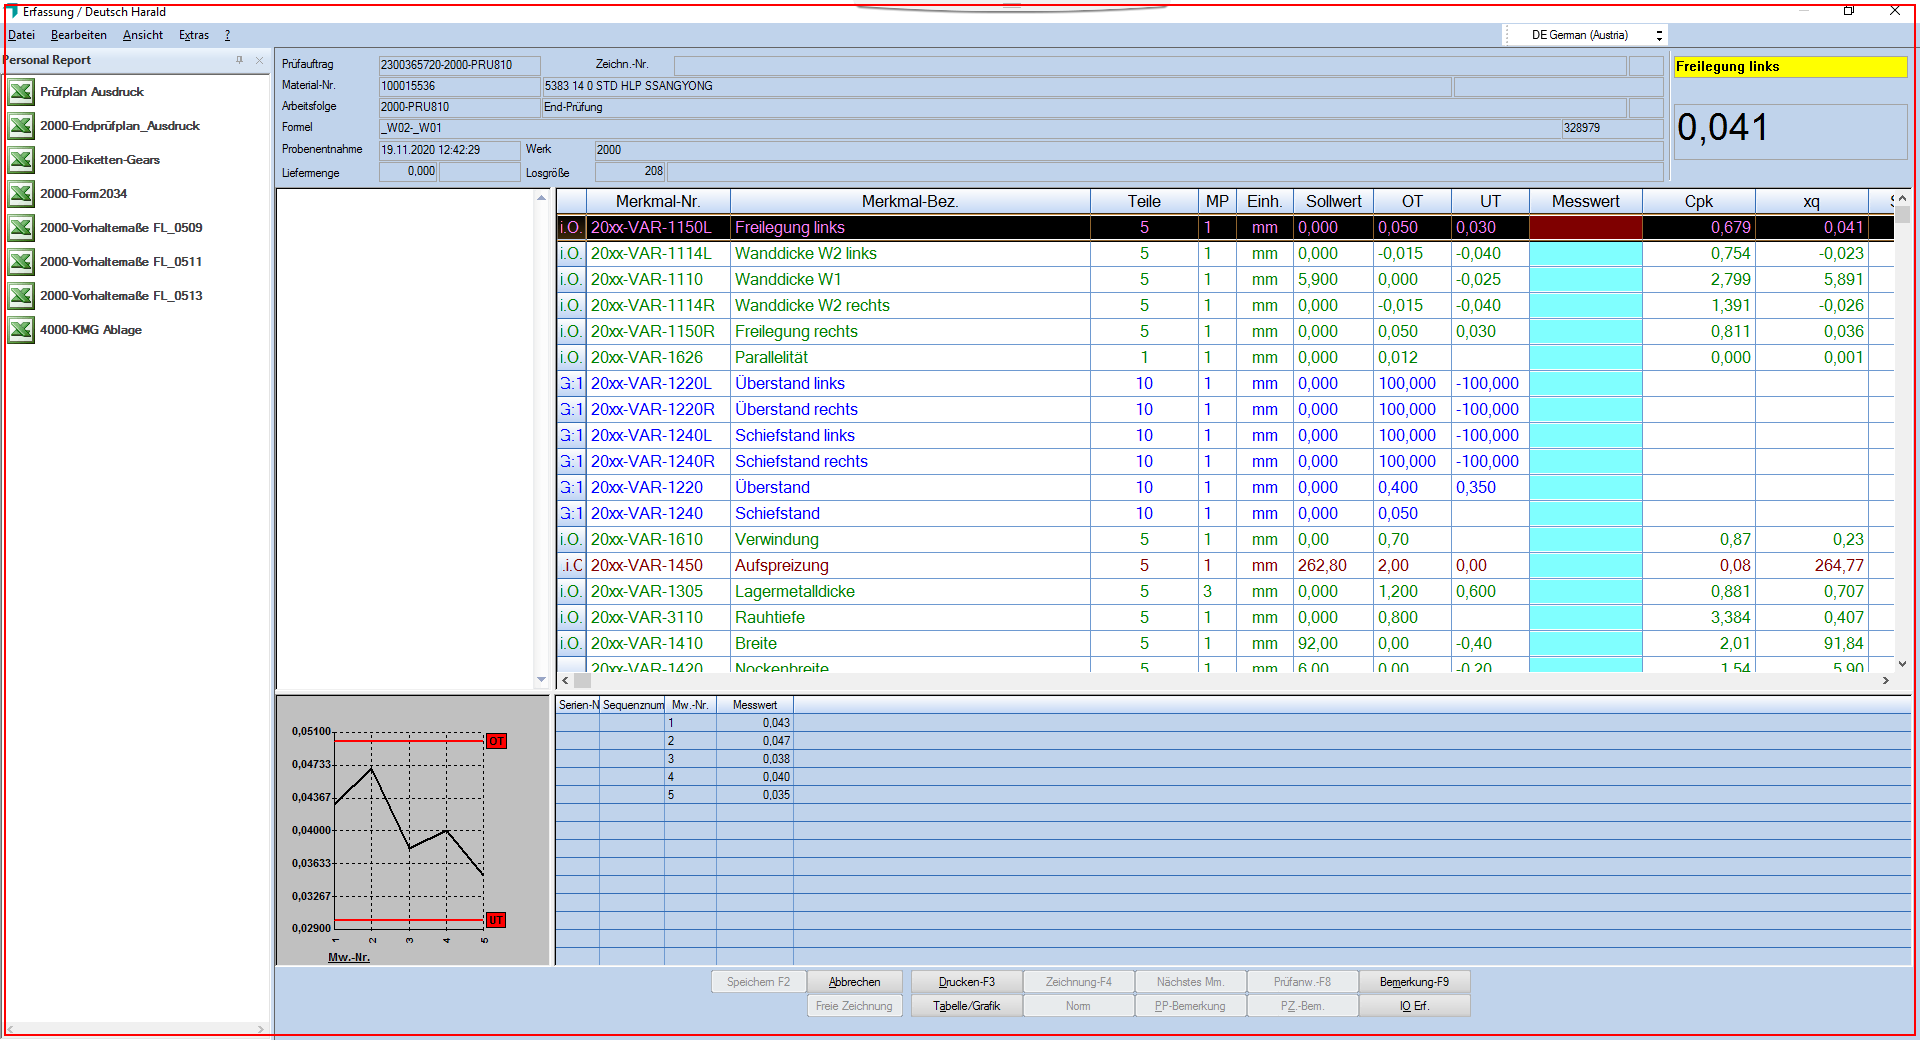 Erfassung / Deutsch Harald
Datei Bearbeiten Ansicht Extras ?
DE German (Austria)
Personal Report
Prüfplan Ausdruck
2000-Endprüfplan_Ausdruck
2000-Etiketten-Gears
2000-Form2034
2000-Vorhaltemaße FL_0509
2000-Vorhaltemaße FL_0511
2000-Vorhaltemaße FL_0513
4000-KMG Ablage
Prüfauftrag 2300365720-2000-PRU810 Zeichn.-Nr.
Material-Nr. 100015536 5383 14 0 STD HLP SSANGYONG
Arbeitsfolge 2000-PRU810 End-Prüfung
Formel _W02-_W01 328979
Probenentnahme 19.11.2020 12:42:29 Werk 2000
Liefermenge 0,000 Losgröße 208
Freilegung links
0,041
Merkmal-Nr. Merkmal-Bez. Teile MP Einh. Sollwert OT UT Messwert Cpk xq
i.O. 20xx-VAR-1150L Freilegung links 5 1 mm 0,000 0,050 0,030 0,679 0,041
i.O. 20xx-VAR-1114L Wanddicke W2 links 5 1 mm 0,000 -0,015 -0,040 0,754 -0,023
i.O. 20xx-VAR-1110 Wanddicke W1 5 1 mm 5,900 0,000 -0,025 2,799 5,891
i.O. 20xx-VAR-1114R Wanddicke W2 rechts 5 1 mm 0,000 -0,015 -0,040 1,391 -0,026
i.O. 20xx-VAR-1150R Freilegung rechts 5 1 mm 0,000 0,050 0,030 0,811 0,036
i.O. 20xx-VAR-1626 Parallelität 1 1 mm 0,000 0,012 0,000 0,001
G:1 20xx-VAR-1220L Überstand links 10 1 mm 0,000 100,000 -100,000
G:1 20xx-VAR-1220R Überstand rechts 10 1 mm 0,000 100,000 -100,000
G:1 20xx-VAR-1240L Schiefstand links 10 1 mm 0,000 100,000 -100,000
G:1 20xx-VAR-1240R Schiefstand rechts 10 1 mm 0,000 100,000 -100,000
G:1 20xx-VAR-1220 Überstand 10 1 mm 0,000 0,400 0,350
G:1 20xx-VAR-1240 Schiefstand 10 1 mm 0,000 0,050
i.O. 20xx-VAR-1610 Verwindung 5 1 mm 0,00 0,70 0,87 0,23
.i.C 20xx-VAR-1450 Aufspreizung 5 1 mm 262,80 2,00 0,00 0,08 264,77
i.O. 20xx-VAR-1305 Lagermetalldicke 5 3 mm 0,000 1,200 0,600 0,881 0,707
i.O. 20xx-VAR-3110 Rauhtiefe 5 1 mm 0,000 0,800 3,384 0,407
i.O. 20xx-VAR-1410 Breite 5 1 mm 92,00 0,00 -0,40 2,01 91,84
20xx-VAR-1420 Nockenbreite 5 1 mm 6,00 0,00 -0,20 1,54 5,90
0,05100
OT
0,04733
0,04367
0,04000
0,03633
0,03267
UT
0,02900
1 2 3 4 5
Mw.-Nr.
Serien-N Sequenznum Mw.-Nr. Messwert
1 0,043
2 0,047
3 0,038
4 0,040
5 0,035
Speichern F2 Abbrechen Drucken-F3 Zeichnung-F4 Nächstes Mm. Prüfanw.-F8 Bemerkung-F9
Freie Zeichnung Tabelle/Grafik Norm PP-Bemerkung PZ.-Bem. IO Erf.